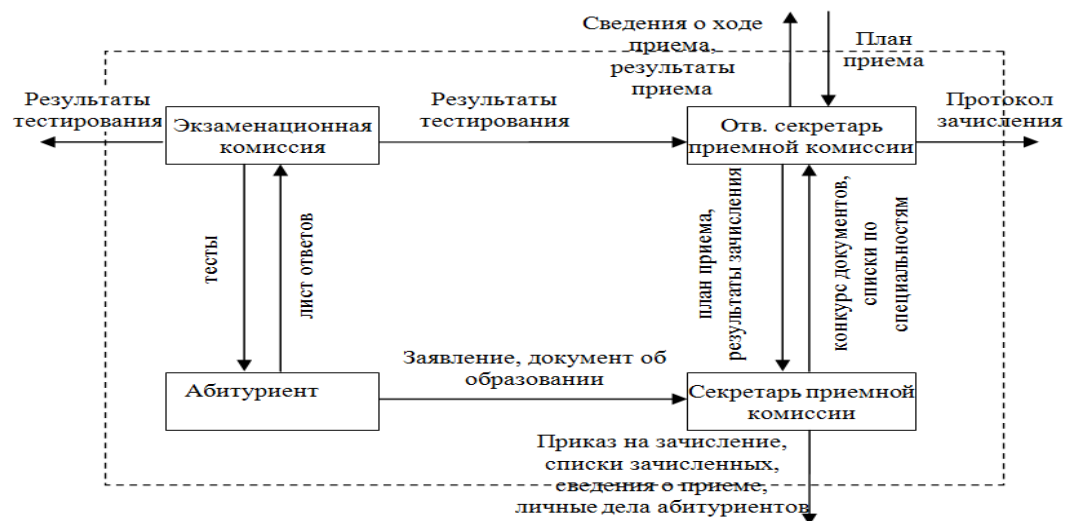 Сведения о ходе
приема,
результаты
приема
План
приема
Результаты
тестирования
Экзаменационная
комиссия
Результаты
тестирования
Отв. секретарь
приемной комиссии
Протокол
зачисления
тесты
лист ответов
план приема,
результаты зачисления
конкурс документов,
списки по
специальностям
Абитуриент
Заявление, документ об
образовании
Секретарь приемной
комиссии
Приказ на зачисление,
списки зачисленных,
сведения о приеме,
личные дела абитуриентов